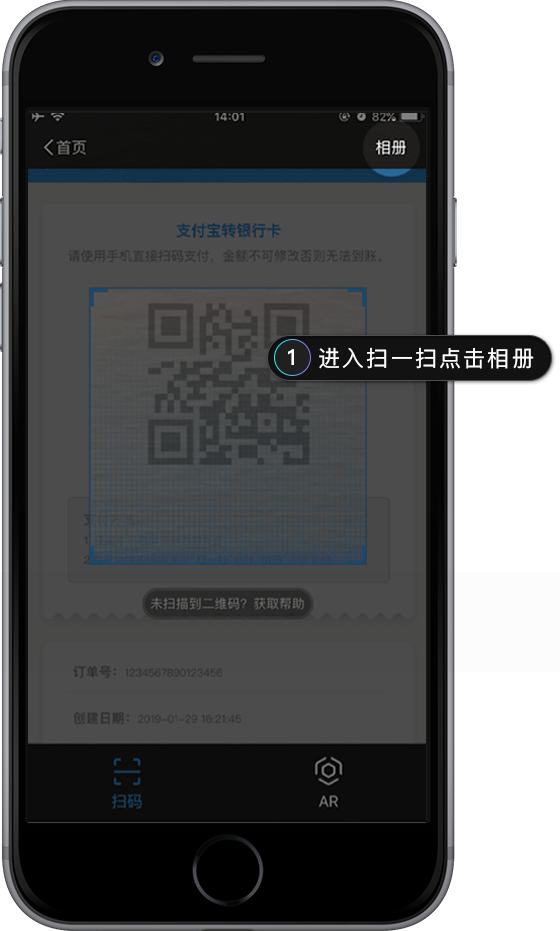 14:01
82%
首页
相册
支付宝转银行卡
请使用手机直接扫码支付，金额不可修改否则无法到账。
1 进入扫一扫点击相册
未扫描到二维码？获取帮助
订单号：1234567890123456
创建日期：2019-01-29 16:21:45
扫码
AR